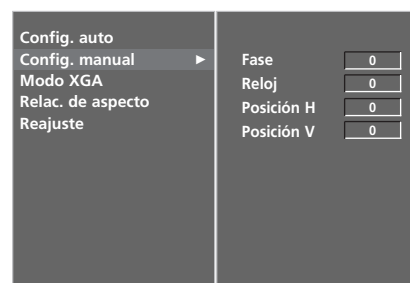 Config. auto
Config. manual ►
Modo XGA
Relac. de aspecto
Reajuste
Fase 0
Reloj 0
Posición H 0
Posición V 0